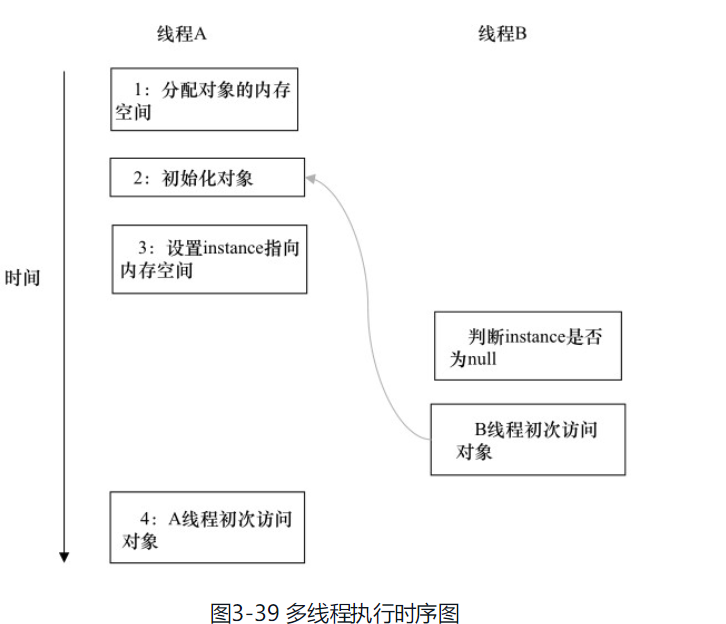 线程A
线程B
1：分配对象的内存
空间
2：初始化对象
3：设置instance指向
内存空间
时间
判断instance是否
为null
B线程初次访问
对象
4：A线程初次访问
对象
图3-39 多线程执行时序图